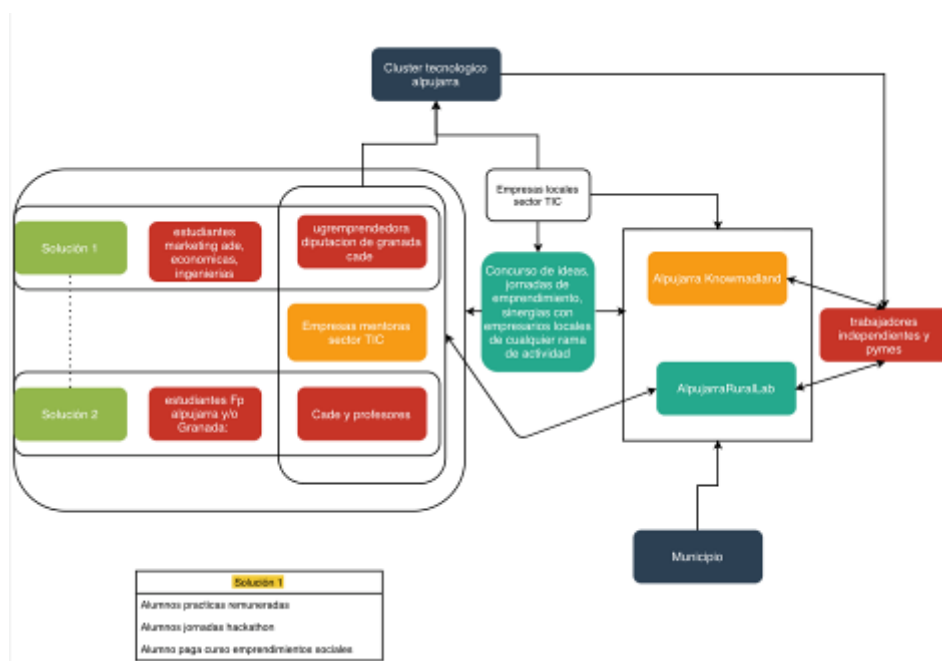 Cluster tecnologico
alpujarra
Empresas locales
sector TIC
Solución 1
estudiantes
marketing ade,
economicas,
ingenierias
ugremprendedora
diputacion de granada
cade
Concurso de ideas,
jornadas de
emprendimiento,
sinergias con
empresarios locales
de cualquier rama
de actividad
Alpujarra Knowmadland
Empresas mentoras
sector TIC
trabajadores
independientes y
pymes
Solución 2
estudiantes Fp
alpujarra y/o
Granada:
Cade y profesores
AlpujarraRuralLab
Municipio
Solución 1
Alumnos practicas remuneradas
Alumnos jornadas hackathon
Alumno paga curso emprendimientos sociales